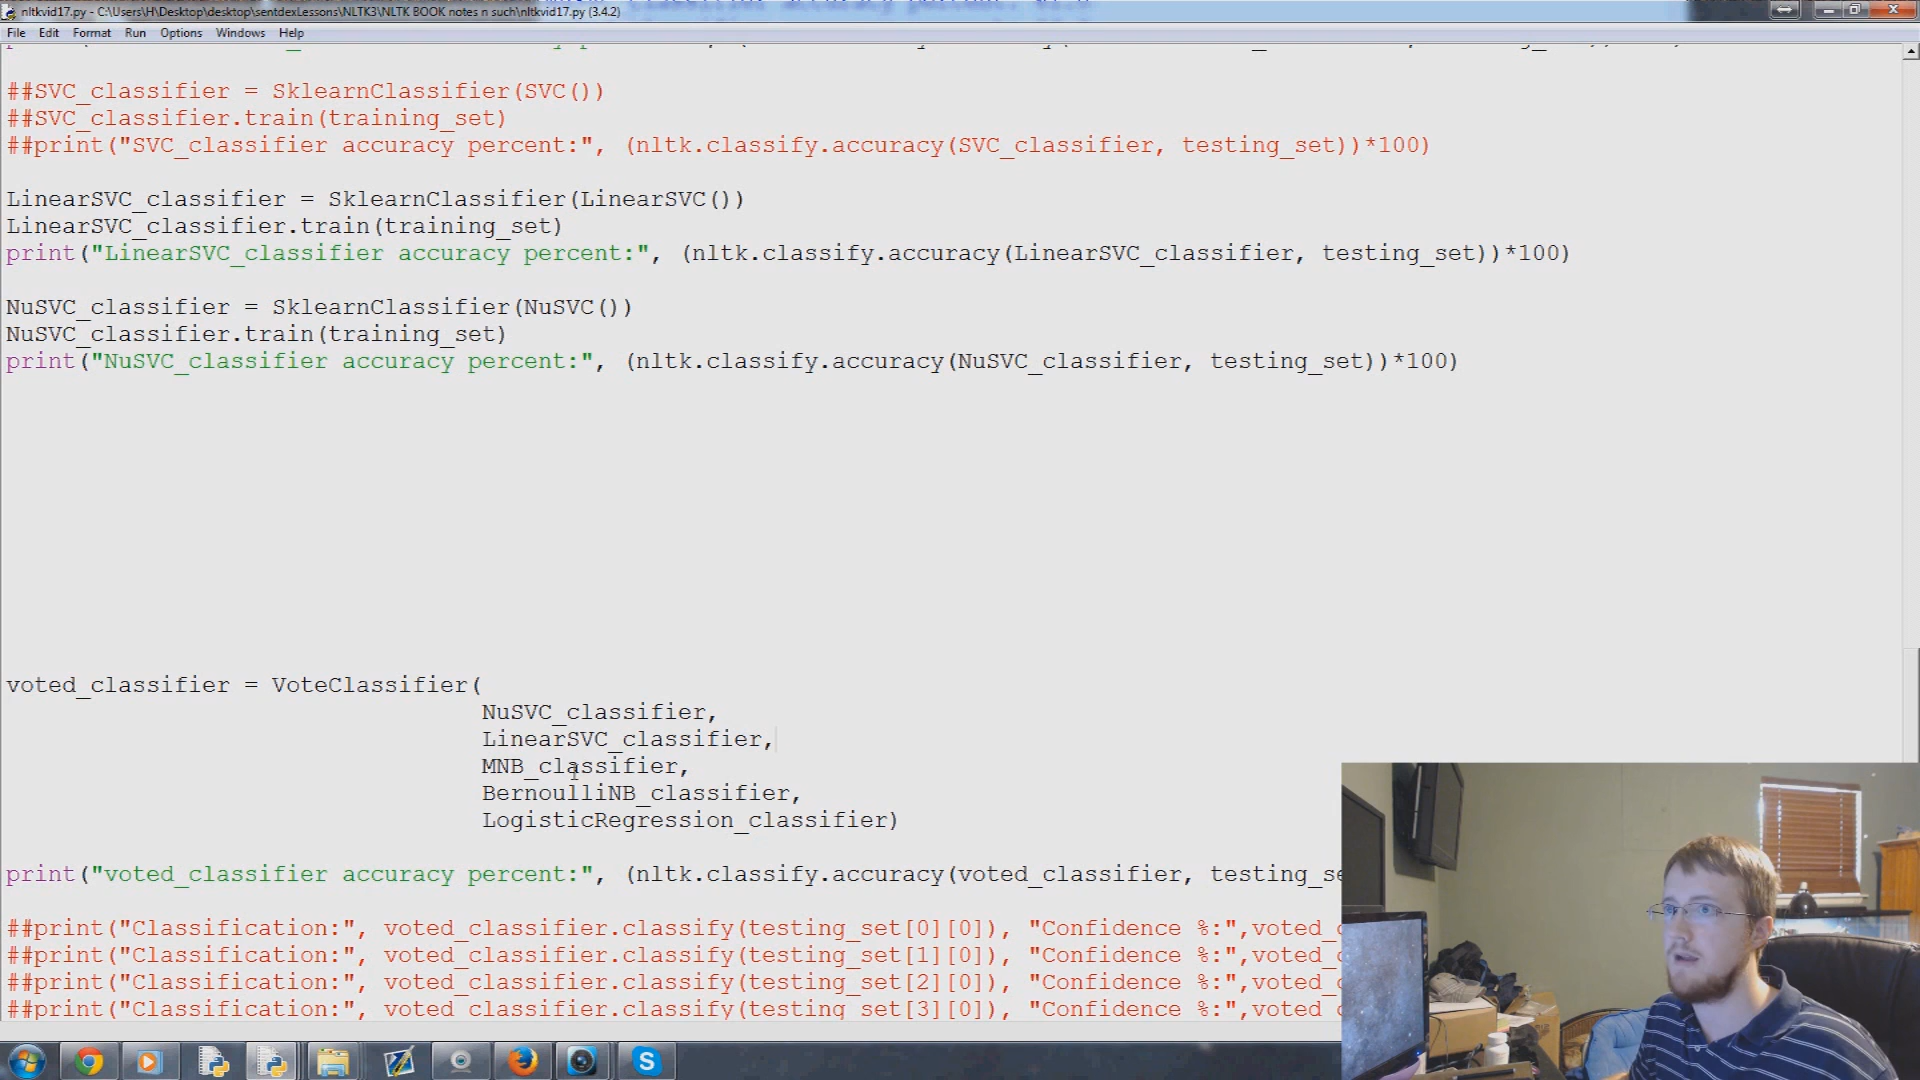 nltkvid17.py - C:\Users\H\Desktop\desktop\sentdexLessons\NLTK3\NLTK BOOK notes n such\nltkvid17.py (3.4.2)
File Edit Format Run Options Windows Help
##SVC_classifier = SklearnClassifier(SVC())
##SVC_classifier.train(training_set)
##print("SVC_classifier accuracy percent:", (nltk.classify.accuracy(SVC_classifier, testing_set))*100)
LinearSVC_classifier = SklearnClassifier(LinearSVC())
LinearSVC_classifier.train(training_set)
print("LinearSVC_classifier accuracy percent:", (nltk.classify.accuracy(LinearSVC_classifier, testing_set))*100)
NuSVC_classifier = SklearnClassifier(NuSVC())
NuSVC_classifier.train(training_set)
print("NuSVC_classifier accuracy percent:", (nltk.classify.accuracy(NuSVC_classifier, testing_set))*100)
voted_classifier = VoteClassifier(
NuSVC_classifier,
LinearSVC_classifier,
MNB_classifier,
BernoulliNB_classifier,
LogisticRegression_classifier)
print("voted_classifier accuracy percent:", (nltk.classify.accuracy(voted_classifier, testing_se
##print("Classification:", voted_classifier.classify(testing_set[0][0]), "Confidence %:",voted_c
##print("Classification:", voted_classifier.classify(testing_set[1][0]), "Confidence %:",voted_c
##print("Classification:", voted_classifier.classify(testing_set[2][0]), "Confidence %:",voted_c
##print("Classification:", voted_classifier.classify(testing_set[3][0]), "Confidence %:",voted_c